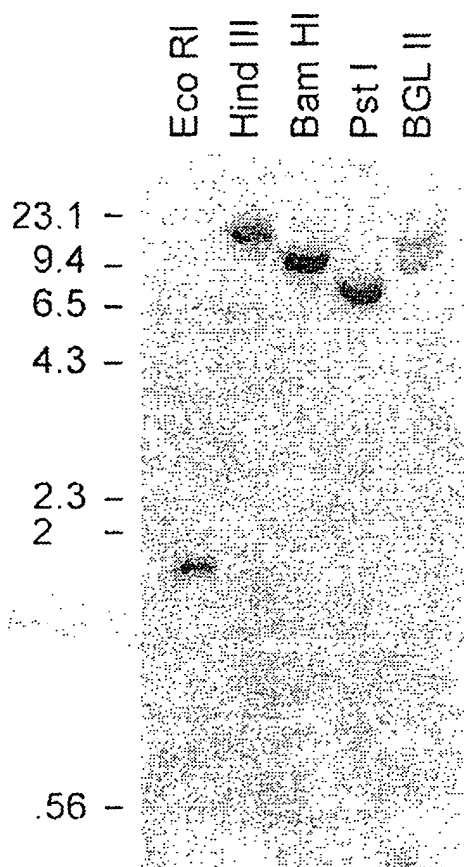 Eco RI
Hind III
Bam HI
Pst I
BGL II
23.1 –
9.4 –
6.5 –
4.3 –
2.3 –
2 –
.56 –